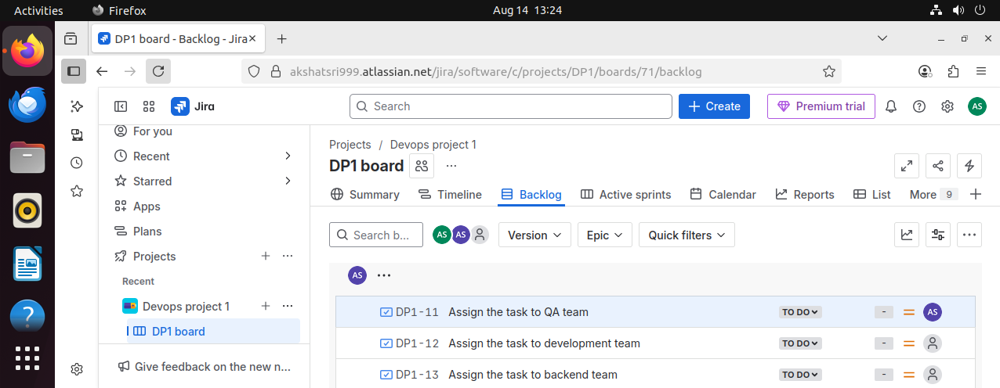 Activities Firefox Aug 14 13:24
DP1 board - Backlog - Jira
akshatsri999.atlassian.net/jira/software/c/projects/DP1/boards/71/backlog
Jira Search Create Premium trial AS
For you
Recent
Starred
Apps
Plans
Projects
Recent
Devops project 1
DP1 board
Give feedback on the new n...
Projects / Devops project 1
DP1 board
Summary Timeline Backlog Active sprints Calendar Reports List More 9
Search b... AS AS Version Epic Quick filters
AS
DP1-11 Assign the task to QA team TO DO - AS
DP1-12 Assign the task to development team TO DO -
DP1-13 Assign the task to backend team TO DO -